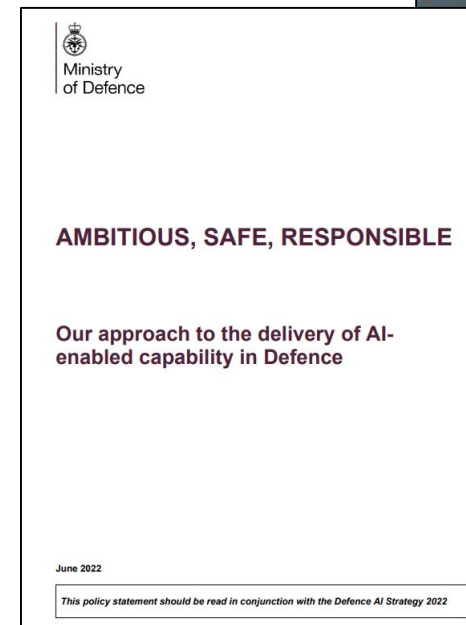 Ministry
of Defence
AMBITIOUS, SAFE, RESPONSIBLE
Our approach to the delivery of AI-
enabled capability in Defence
June 2022
This policy statement should be read in conjunction with the Defence AI Strategy 2022